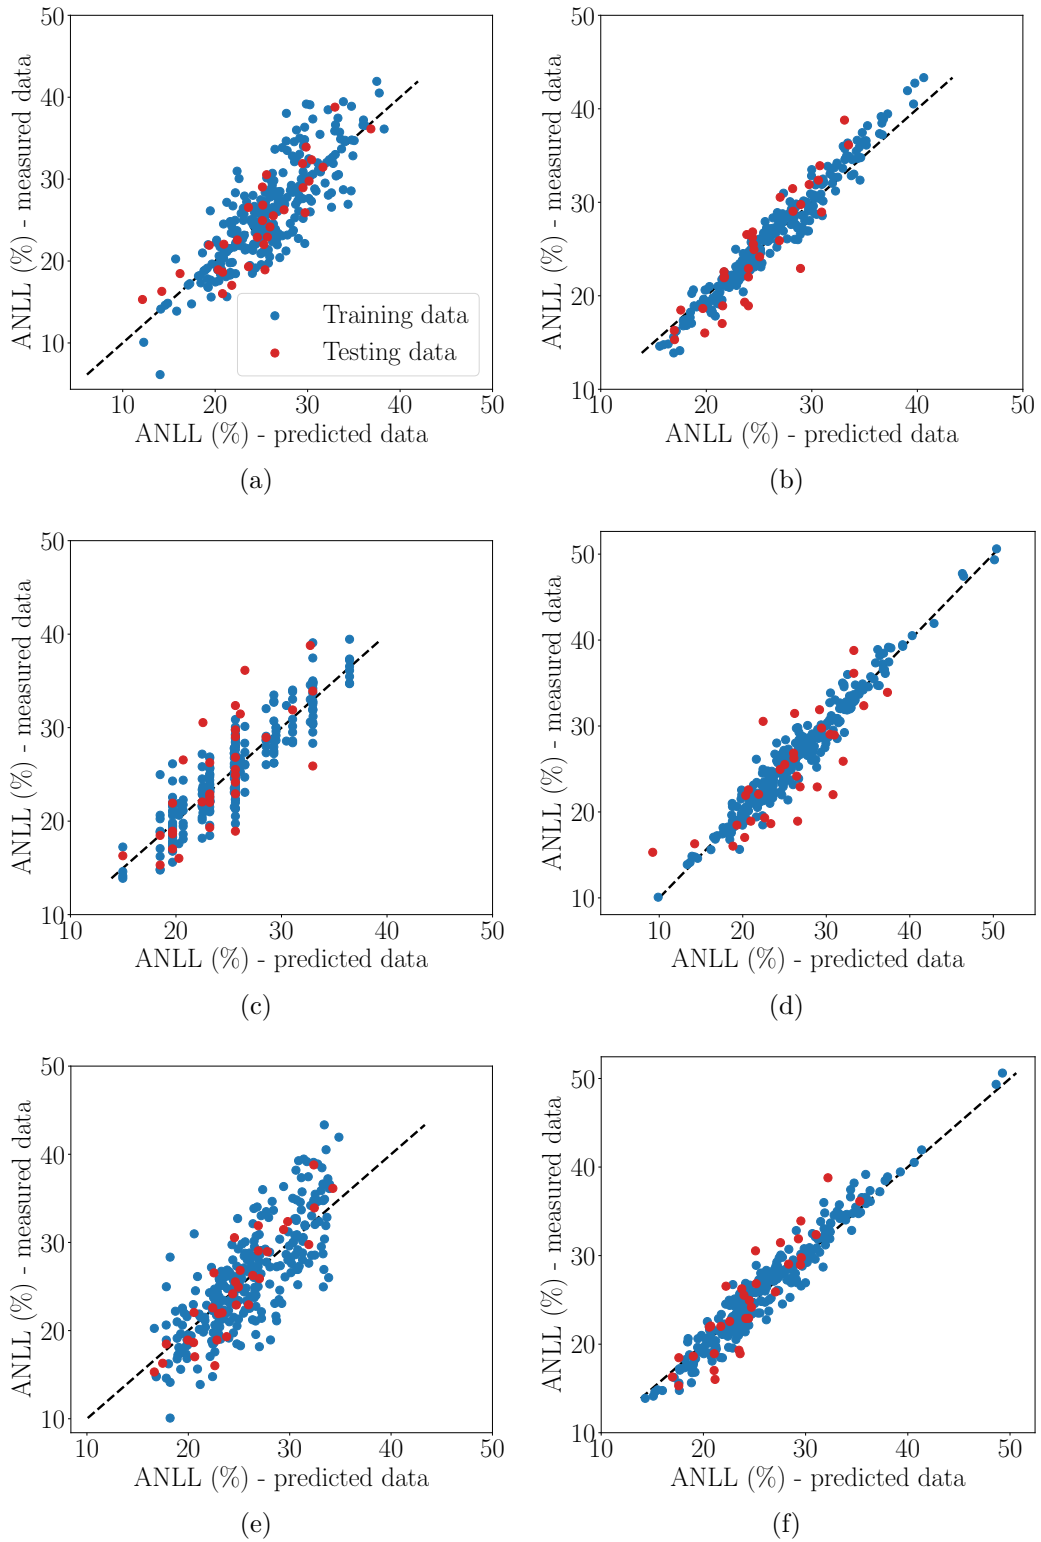 50
40
30
20
10
10 20 30 40 50
ANLL (%) - measured data
ANLL (%) - predicted data
Training data
Testing data
(a)
50
40
30
20
10
10 20 30 40 50
ANLL (%) - measured data
ANLL (%) - predicted data
(b)
50
40
30
20
10
10 20 30 40 50
ANLL (%) - measured data
ANLL (%) - predicted data
(c)
50
40
30
20
10
10 20 30 40 50
ANLL (%) - measured data
ANLL (%) - predicted data
(d)
50
40
30
20
10
10 20 30 40 50
ANLL (%) - measured data
ANLL (%) - predicted data
(e)
50
40
30
20
10
10 20 30 40 50
ANLL (%) - measured data
ANLL (%) - predicted data
(f)